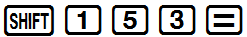 SHIFT 1 5 3 =